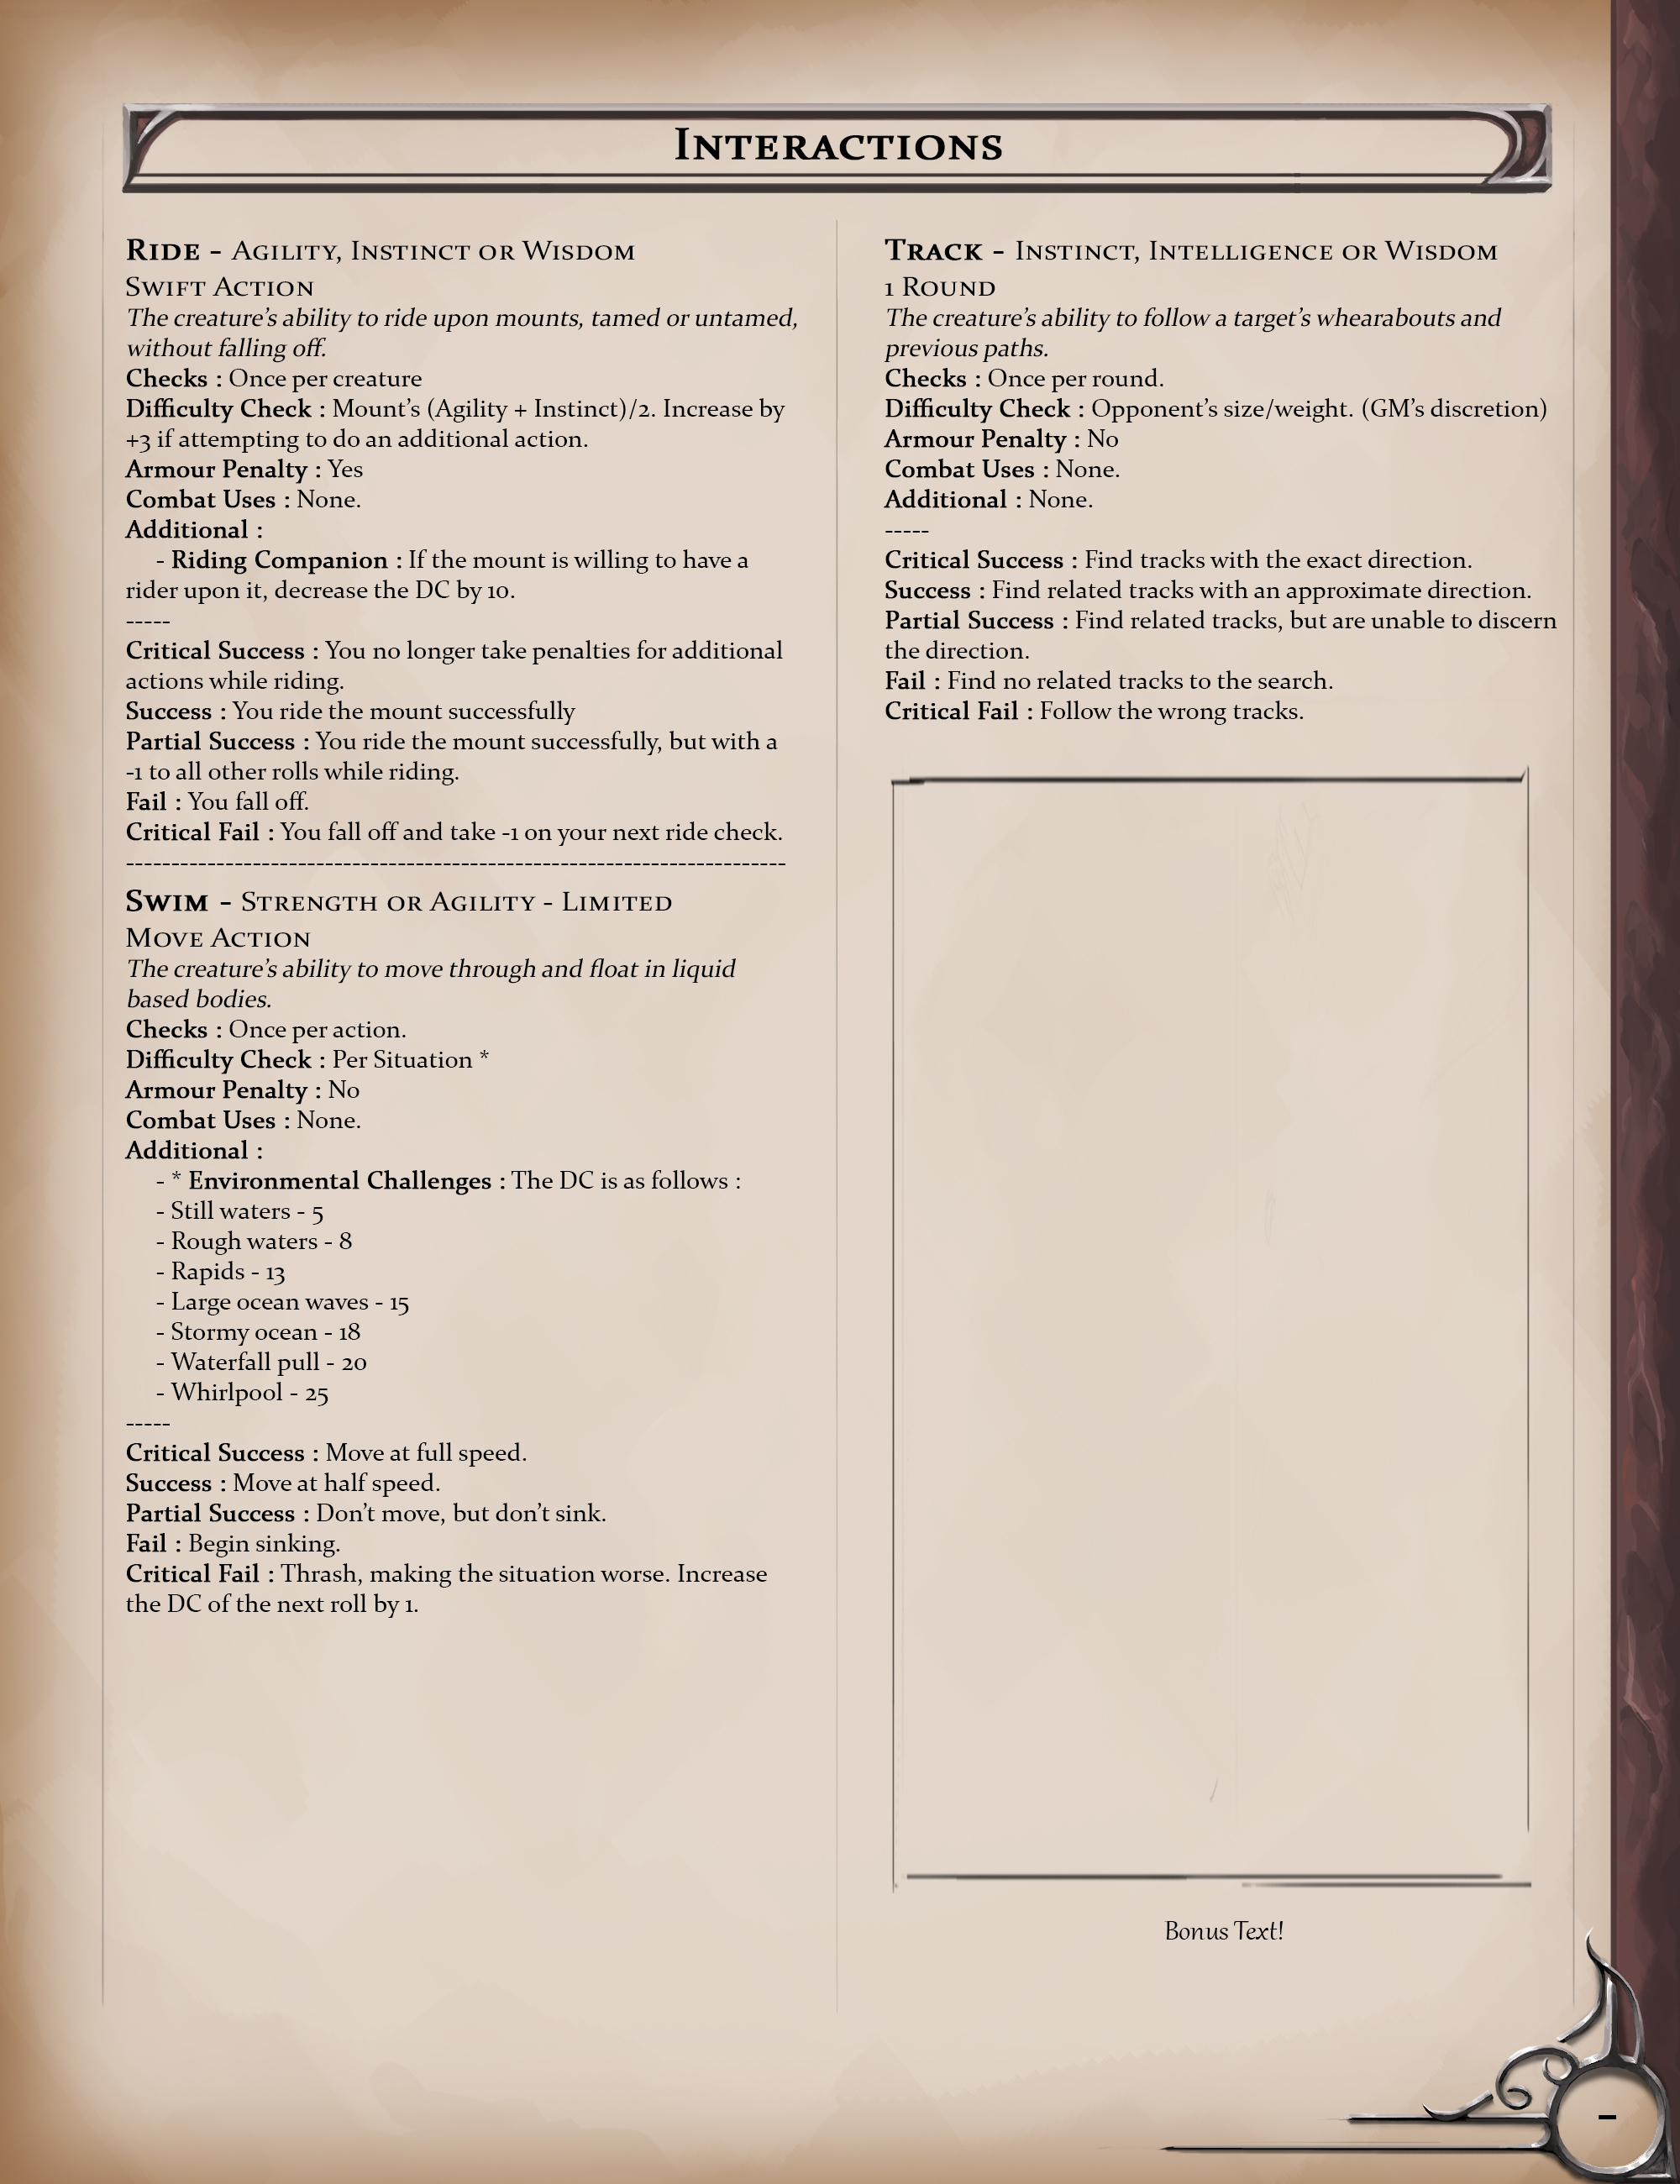 Interactions
Ride - Agility, Instinct or Wisdom
Swift Action
The creature's ability to ride upon mounts, tamed or untamed,
without falling off.
Checks : Once per creature
Difficulty Check : Mount's (Agility + Instinct)/2. Increase by
+3 if attempting to do an additional action.
Armour Penalty : Yes
Combat Uses : None.
Additional :
- Riding Companion : If the mount is willing to have a
rider upon it, decrease the DC by 10.
-----
Critical Success : You no longer take penalties for additional
actions while riding.
Success : You ride the mount successfully
Partial Success : You ride the mount successfully, but with a
-1 to all other rolls while riding.
Fail : You fall off.
Critical Fail : You fall off and take -1 on your next ride check.
------------------------------------------------------------------------
Swim - Strength or Agility - Limited
Move Action
The creature's ability to move through and float in liquid
based bodies.
Checks : Once per action.
Difficulty Check : Per Situation *
Armour Penalty : No
Combat Uses : None.
Additional :
- * Environmental Challenges : The DC is as follows :
- Still waters - 5
- Rough waters - 8
- Rapids - 13
- Large ocean waves - 15
- Stormy ocean - 18
- Waterfall pull - 20
- Whirlpool - 25
-----
Critical Success : Move at full speed.
Success : Move at half speed.
Partial Success : Don't move, but don't sink.
Fail : Begin sinking.
Critical Fail : Thrash, making the situation worse. Increase
the DC of the next roll by 1.
Track - Instinct, Intelligence or Wisdom
1 Round
The creature's ability to follow a target's whearabouts and
previous paths.
Checks : Once per round.
Difficulty Check : Opponent's size/weight. (GM's discretion)
Armour Penalty : No
Combat Uses : None.
Additional : None.
-----
Critical Success : Find tracks with the exact direction.
Success : Find related tracks with an approximate direction.
Partial Success : Find related tracks, but are unable to discern
the direction.
Fail : Find no related tracks to the search.
Critical Fail : Follow the wrong tracks.
Bonus Text!
-